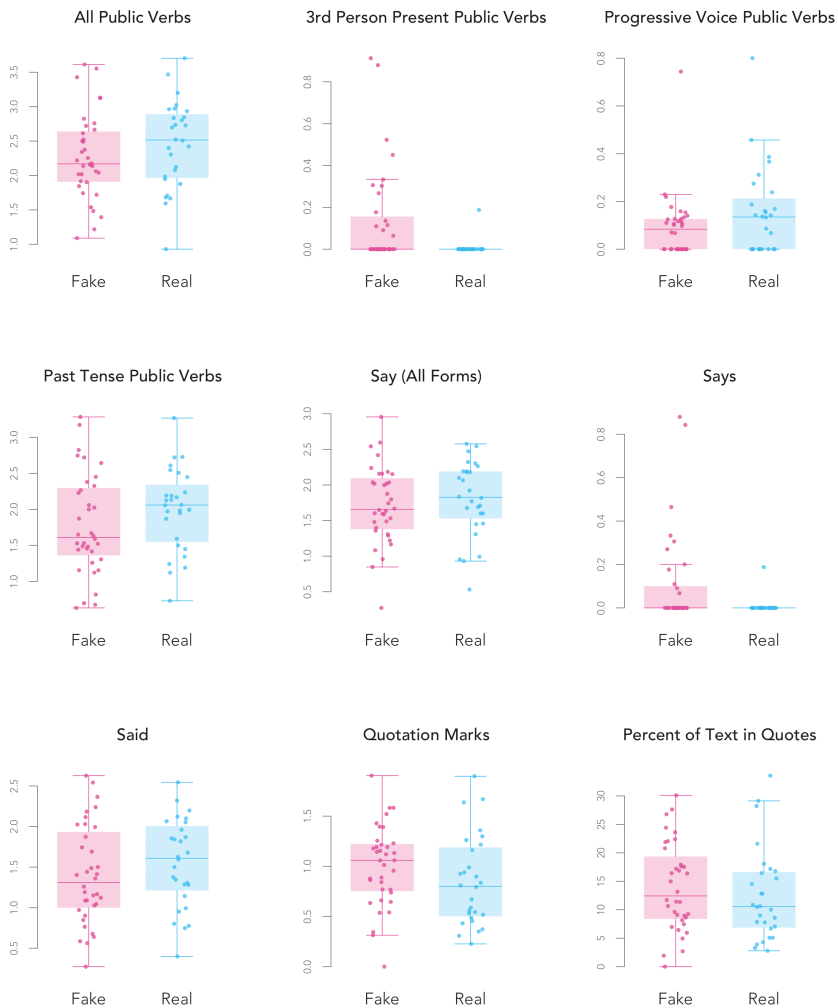 All Public Verbs
3rd Person Present Public Verbs
Progressive Voice Public Verbs
3.5
3.0
2.5
2.0
1.5
1.0
0.8
0.6
0.4
0.2
0.0
0.8
0.6
0.4
0.2
0.0
Fake Real
Fake Real
Fake Real
Past Tense Public Verbs
Say (All Forms)
Says
3.0
2.5
2.0
1.5
1.0
3.0
2.5
2.0
1.5
1.0
0.5
0.8
0.6
0.4
0.2
0.0
Fake Real
Fake Real
Fake Real
Said
Quotation Marks
Percent of Text in Quotes
2.5
2.0
1.5
1.0
0.5
1.5
1.0
0.5
0.0
30
25
20
15
10
5
0
Fake Real
Fake Real
Fake Real